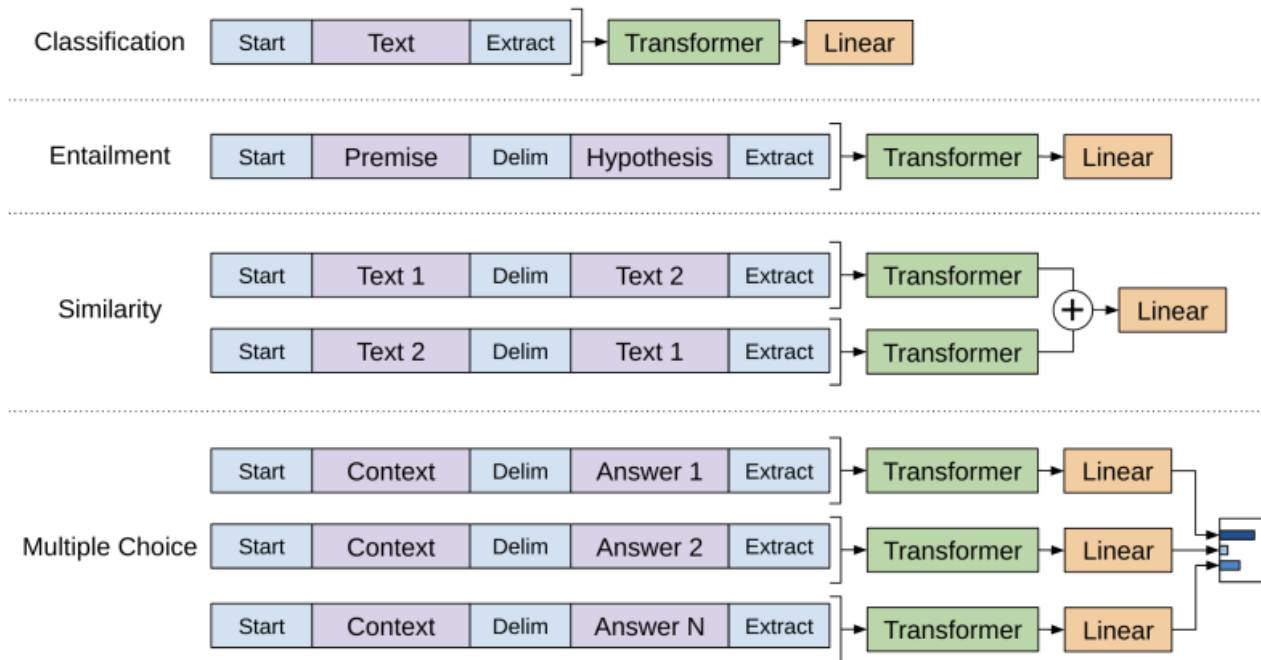 Classification Start Text Extract Transformer Linear
Entailment Start Premise Delim Hypothesis Extract Transformer Linear
Similarity
Start Text 1 Delim Text 2 Extract Transformer
+ Linear
Start Text 2 Delim Text 1 Extract Transformer
Multiple Choice
Start Context Delim Answer 1 Extract Transformer Linear
Start Context Delim Answer 2 Extract Transformer Linear
Start Context Delim Answer N Extract Transformer Linear